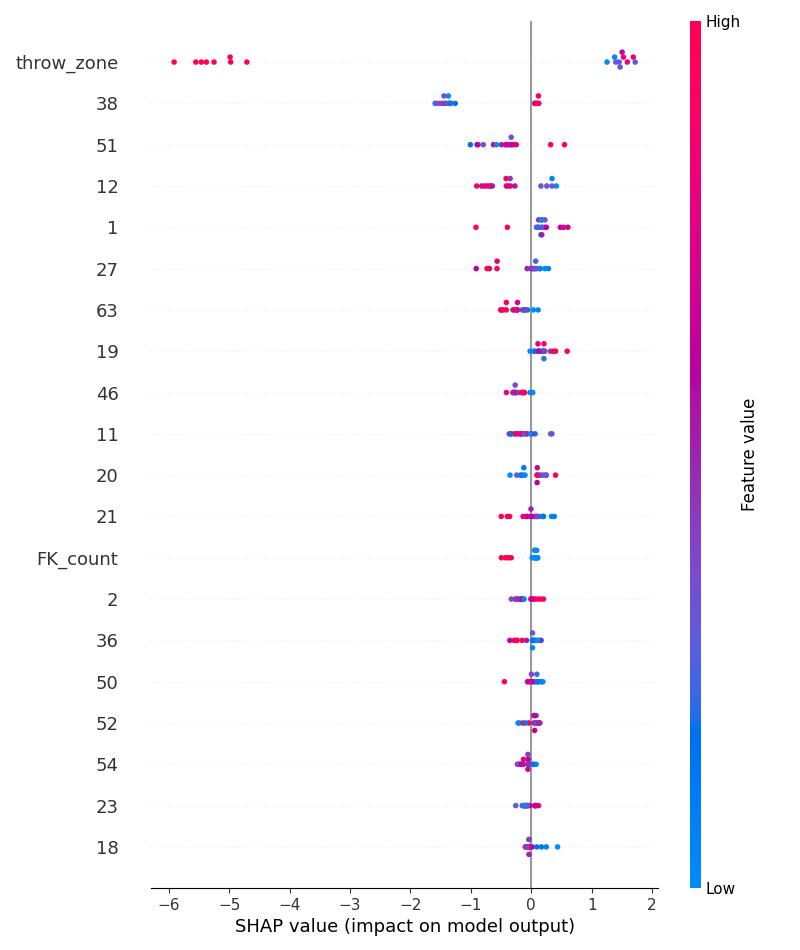 High
throw_zone
38
51
12
1
27
63
19
46
11
20
21
FK_count
2
36
50
52
54
23
18
Feature value
Low
−6 −5 −4 −3 −2 −1 0 1 2
SHAP value (impact on model output)